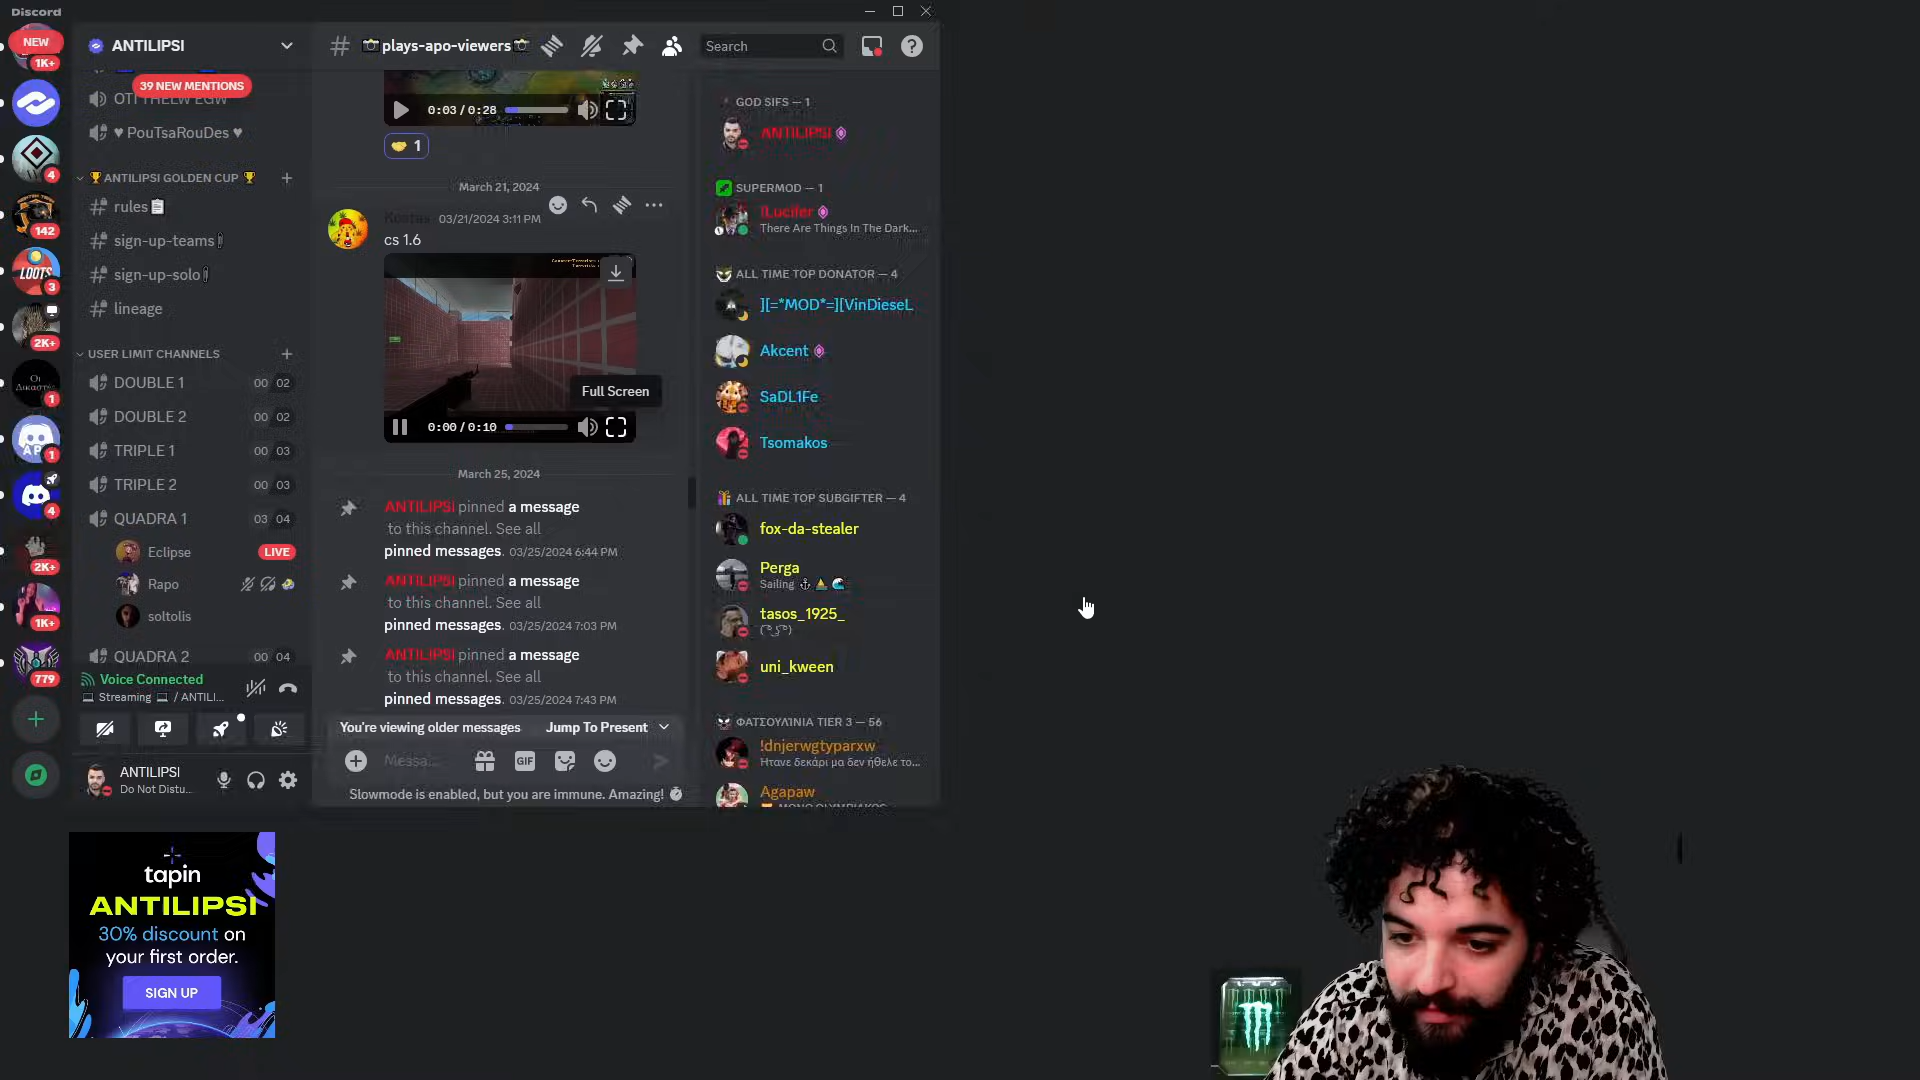 Discord
NEW
1K+
4
142
LOOTS
3
2K+
Οι
Δικαστές
1
1
4
2K+
1K+
779
ANTILIPSI
39 NEW MENTIONS
♥ PouTsaRouDes ♥
🏆ANTILIPSI GOLDEN CUP 🏆
rules📋
sign-up-teams
sign-up-solo
lineage
USER LIMIT CHANNELS
DOUBLE 1 00 02
DOUBLE 2 00 02
TRIPLE 1 00 03
TRIPLE 2 00 03
QUADRA 1 03 04
Eclipse LIVE
Rapo
soltolis
QUADRA 2 00 04
Voice Connected
Streaming / ANTILI...
ANTILIPSI
Do Not Distu...
📷plays-apo-viewers📷
Search
0:03 / 0:28
1
March 21, 2024
03/21/2024 3:11 PM
cs 1.6
Full Screen
0:00 / 0:10
March 25, 2024
ANTILIPSI pinned a message
to this channel. See all
pinned messages. 03/25/2024 6:44 PM
ANTILIPSI pinned a message
to this channel. See all
pinned messages. 03/25/2024 7:03 PM
ANTILIPSI pinned a message
to this channel. See all
pinned messages. 03/25/2024 7:43 PM
You're viewing older messages Jump To Present
Messa...
GIF
Slowmode is enabled, but you are immune. Amazing!
GOD SIFS — 1
ANTILIPSI
SUPERMOD — 1
!Lucifer
There Are Things In The Dark...
ALL TIME TOP DONATOR — 4
][=*MOD*=][VinDieseL
Akcent
SaDL1Fe
Tsomakos
ALL TIME TOP SUBGIFTER — 4
fox-da-stealer
Perga
Sailing ⚓ ⛵ 🌊
tasos_1925_
( ͡° ͜ʖ ͡°)
uni_kween
ΦΑΤΣΟΥΛΙΝΙΑ TIER 3 — 56
!dnjerwgtyparxw
Ήτανε δεκάρι μα δεν ήθελε το...
Agapaw
tapin
ANTILIPSI
30% discount on
your first order.
SIGN UP